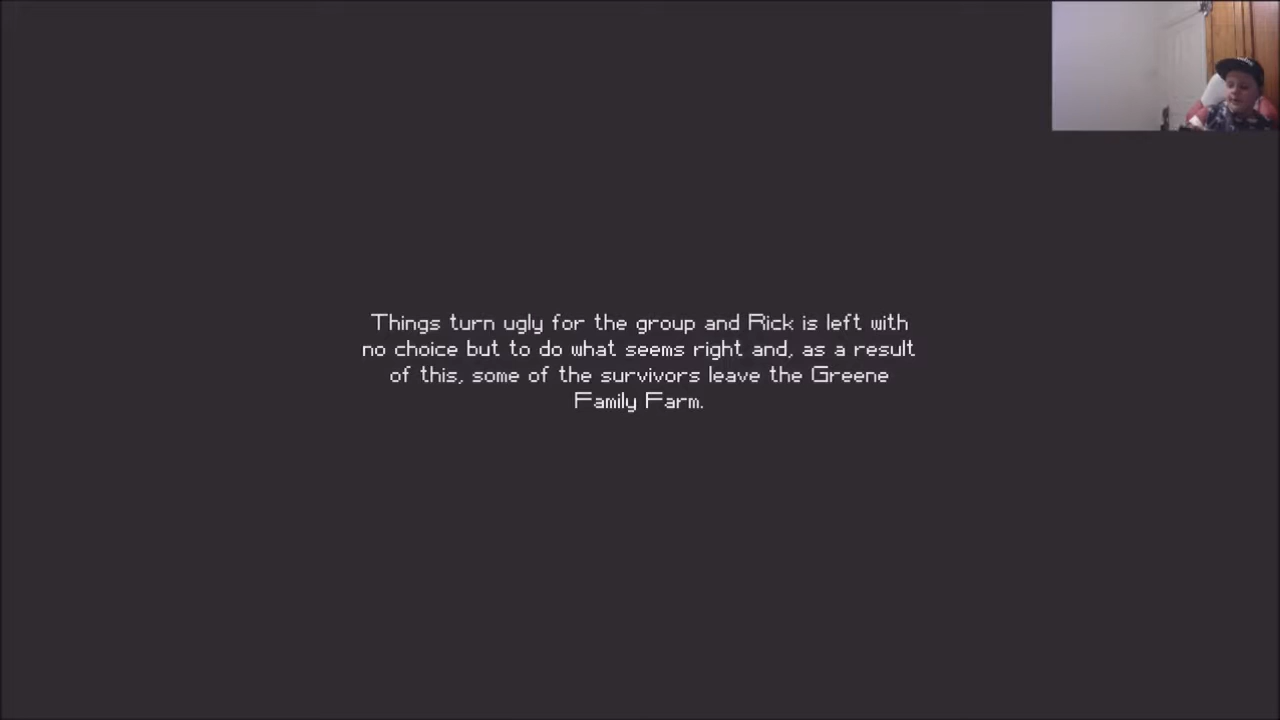 Things turn ugly for the group and Rick is left with
no choice but to do what seems right and, as a result
of this, some of the survivors leave the Greene
Family Farm.